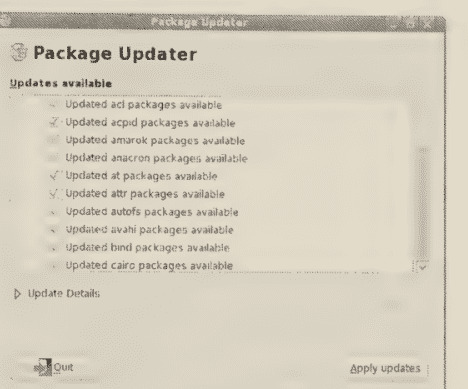 Package Updater
Package Updater
Updates available
Updated acl packages available
Updated acpid packages available
Updated amarok packages available
Updated anacron packages available
Updated at packages available
Updated attr packages available
Updated autofs packages available
Updated avahi packages available
Updated bind packages available
Updated cairo packages available
Update Details
Quit
Apply updates